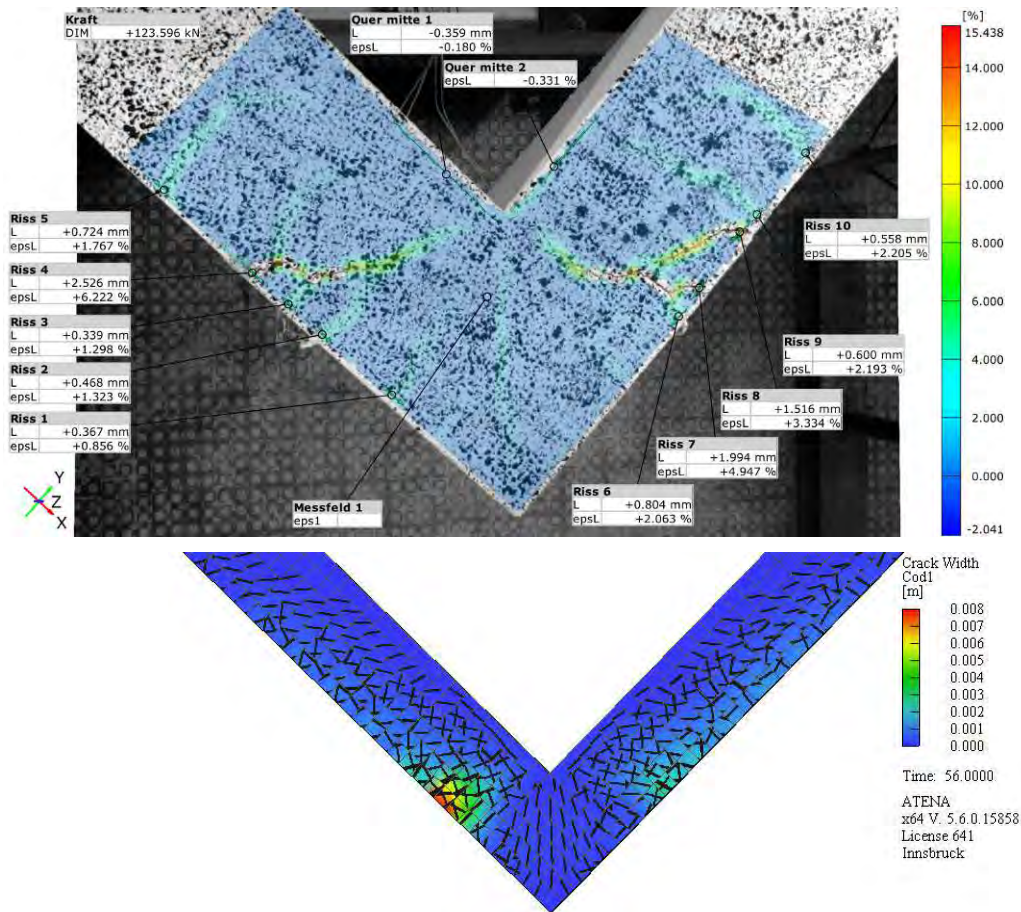 Kraft
DIM +123.596 kN
Quer mitte 1
L -0.359 mm
epsL -0.180 %
Quer mitte 2
epsL -0.331 %
[%]
15.438
14.000
12.000
10.000
8.000
6.000
4.000
2.000
0.000
-2.041
Riss 5
L +0.724 mm
epsL +1.767 %
Riss 4
L +2.526 mm
epsL +6.222 %
Riss 3
L +0.339 mm
epsL +1.298 %
Riss 2
L +0.468 mm
epsL +1.323 %
Riss 1
L +0.367 mm
epsL +0.856 %
Riss 10
L +0.558 mm
epsL +2.205 %
Riss 9
L +0.600 mm
epsL +2.193 %
Riss 8
L +1.516 mm
epsL +3.334 %
Riss 7
L +1.994 mm
epsL +4.947 %
Riss 6
L +0.804 mm
epsL +2.063 %
Messfeld 1
eps1
Y
Z
X
Crack Width
Cod1
[m]
0.008
0.007
0.006
0.005
0.004
0.003
0.002
0.001
0.000
Time: 56.0000
ATENA
x64 V. 5.6.0.15858
License 641
Innsbruck